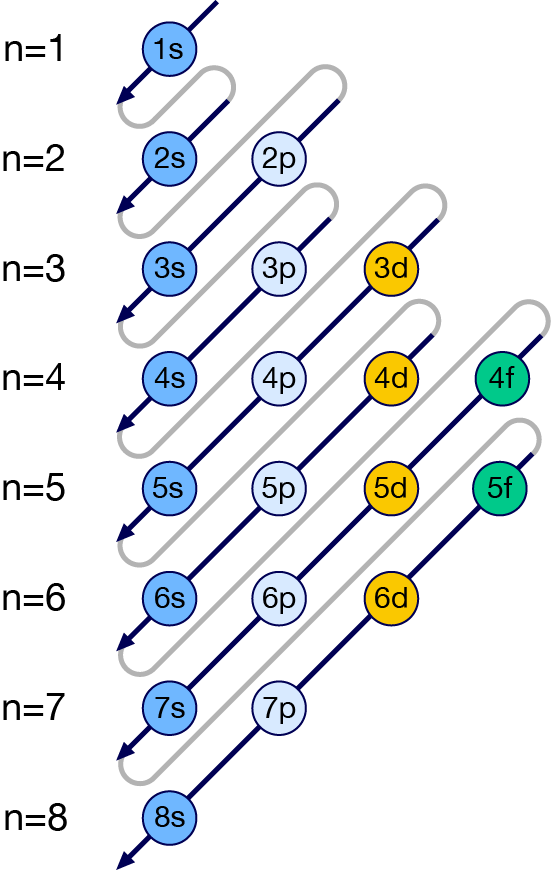 n=1 1s
n=2 2s 2p
n=3 3s 3p 3d
n=4 4s 4p 4d 4f
n=5 5s 5p 5d 5f
n=6 6s 6p 6d
n=7 7s 7p
n=8 8s